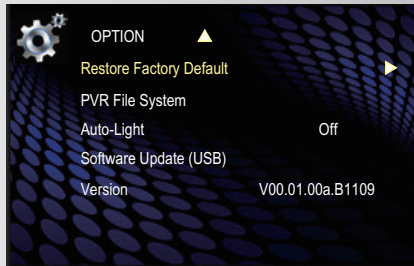 OPTION
Restore Factory Default
PVR File System
Auto-Light Off
Software Update (USB)
Version V00.01.00a.B1109